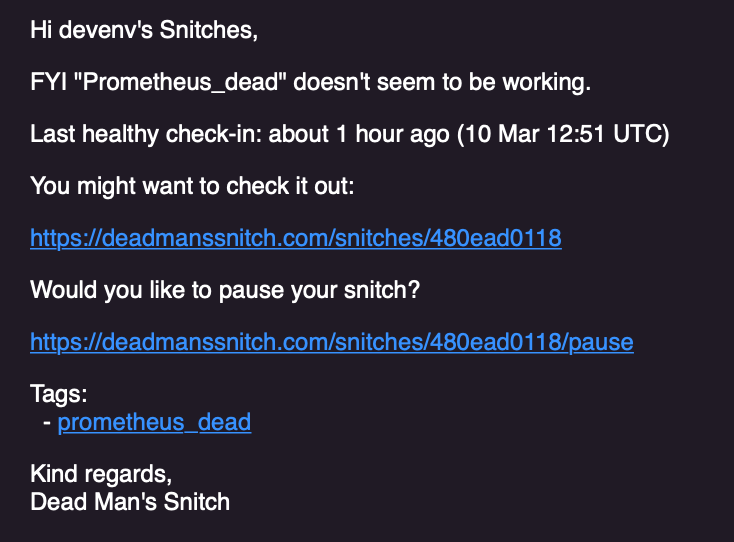 Hi devenv's Snitches,
FYI "Prometheus_dead" doesn't seem to be working.
Last healthy check-in: about 1 hour ago (10 Mar 12:51 UTC)
You might want to check it out:
https://deadmanssnitch.com/snitches/480ead0118
Would you like to pause your snitch?
https://deadmanssnitch.com/snitches/480ead0118/pause
Tags:
- prometheus_dead
Kind regards,
Dead Man's Snitch